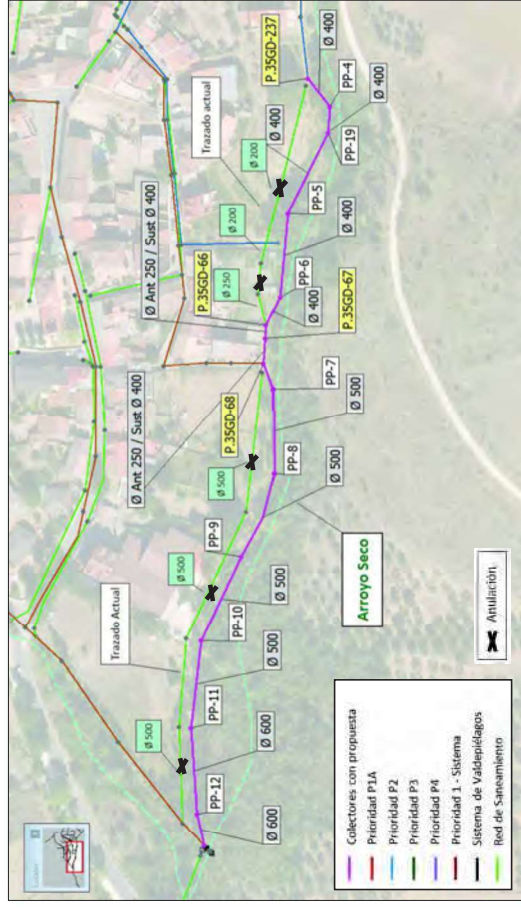 Ø 400
P.35GD-237
Ø 400
PP-4
Ø 400
PP-19
Trazado actual
Ø 200
PP-5
Ø 400
Ø 200
Ø 250
P.35GD-66
Ø Ant 250 / Sust Ø 400
PP-6
Ø 400
P.35GD-67
Ø Ant 250 / Sust Ø 400
P.35GD-68
PP-7
Ø 500
PP-8
Ø 500
Ø 500
PP-9
Arroyo Seco
Ø 500
PP-10
Ø 500
Trazado Actual
Ø 500
PP-11
Ø 600
Ø 500
PP-12
Ø 600
Anulación
Colectores con propuesta
Prioridad P1A
Prioridad P2
Prioridad P3
Prioridad P4
Prioridad 1 - Sistema
Sistema de Valdepiélagos
Red de Saneamiento